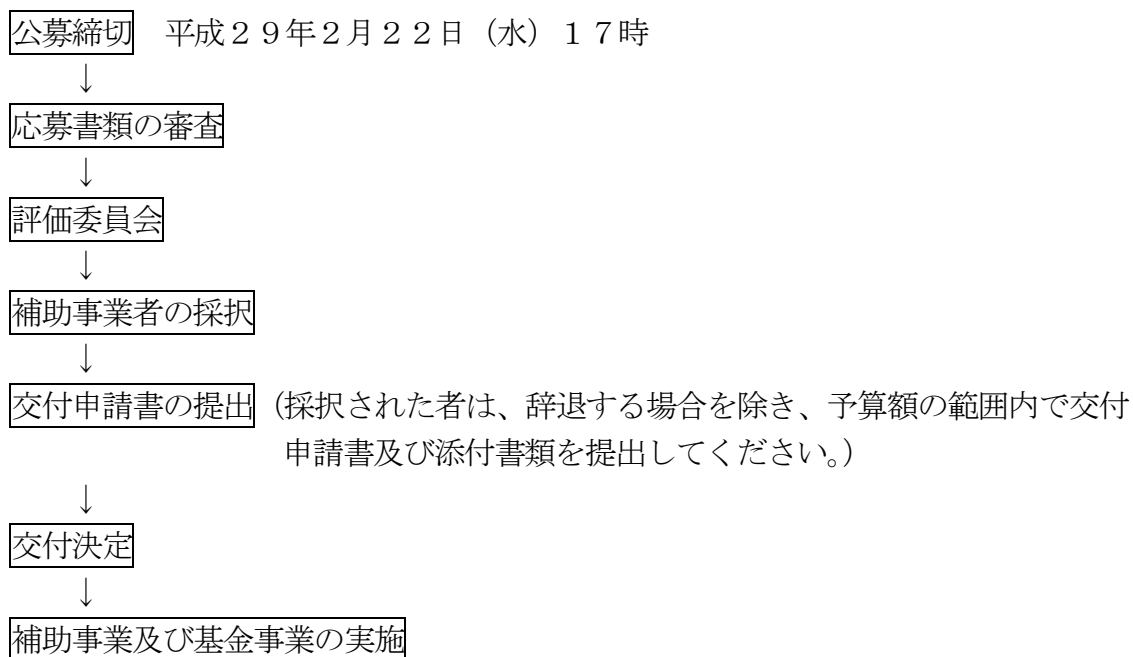 公募締切　平成２９年２月２２日（水）１７時
↓
応募書類の審査
↓
評価委員会
↓
補助事業者の採択
↓
交付申請書の提出（採択された者は、辞退する場合を除き、予算額の範囲内で交付
申請書及び添付書類を提出してください。）
↓
交付決定
↓
補助事業及び基金事業の実施